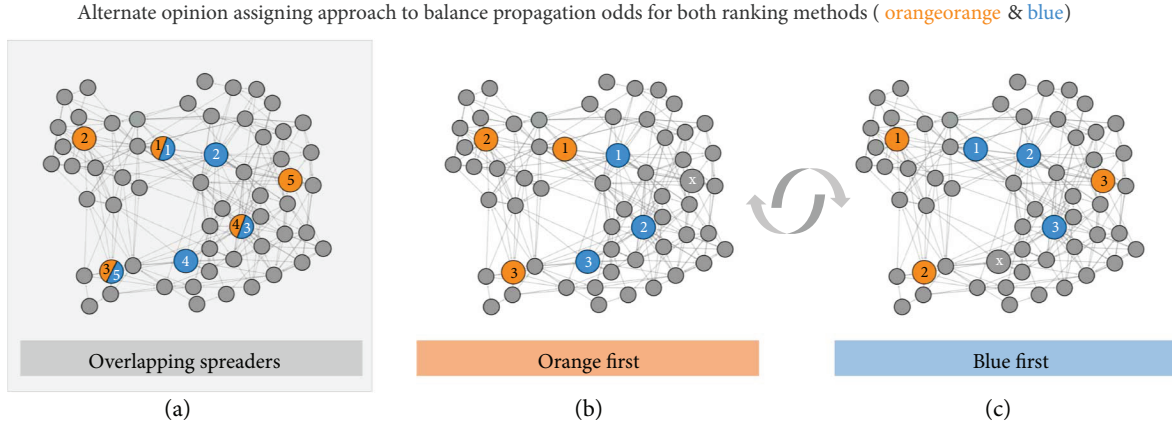 Alternate opinion assigning approach to balance propagation odds for both ranking methods ( orangeorange & blue)
2 1 1 2 5 4 3 4 3 5
2 1 1 x 2 3 3
1 1 2 3 3 x 2
Overlapping spreaders
Orange first
Blue first
(a)
(b)
(c)